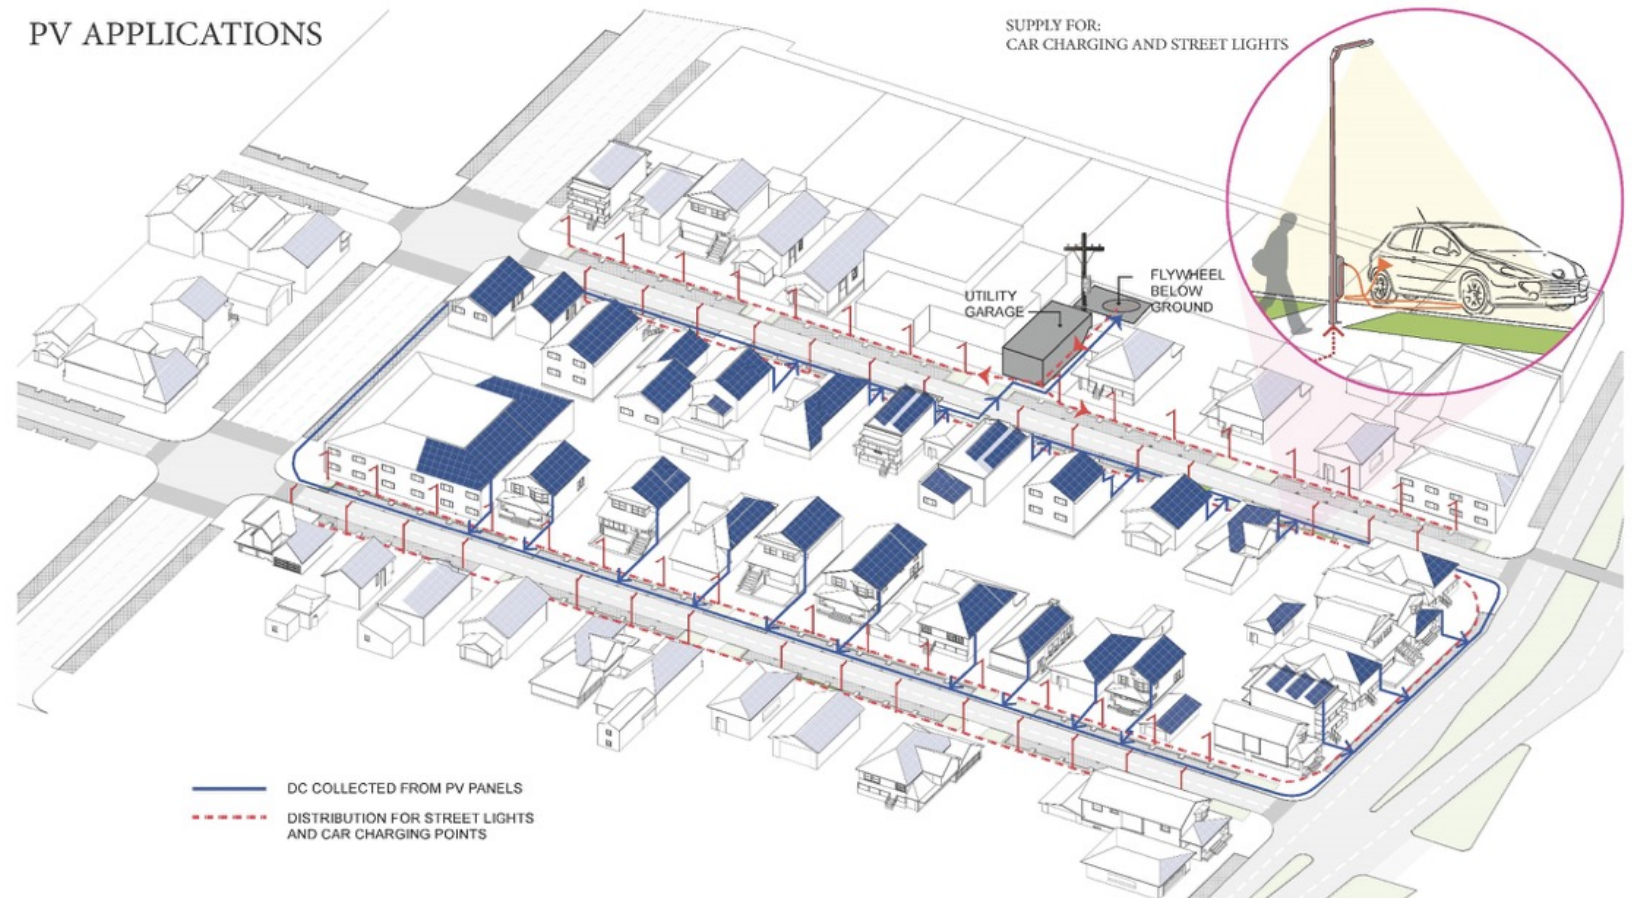 PV APPLICATIONS
SUPPLY FOR:
CAR CHARGING AND STREET LIGHTS
UTILITY
GARAGE
FLYWHEEL
BELOW
GROUND
DC COLLECTED FROM PV PANELS
DISTRIBUTION FOR STREET LIGHTS
AND CAR CHARGING POINTS